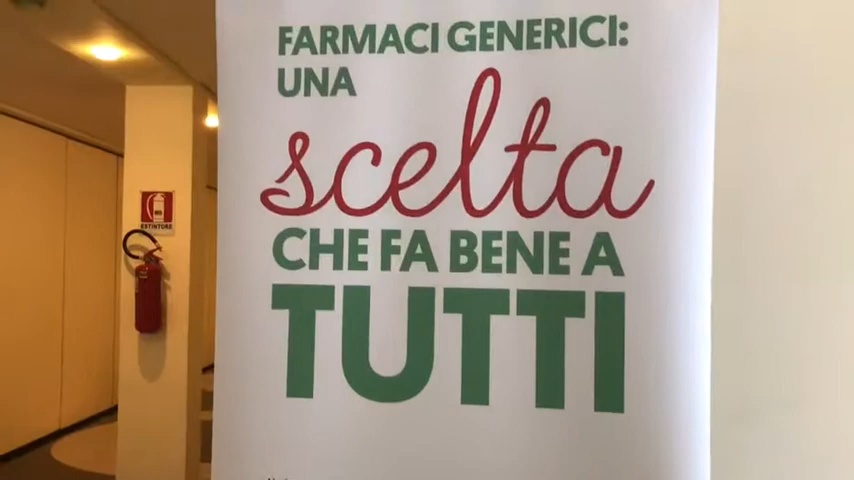 FARMACI GENERICI:
UNA
scelta
CHE FA BENE A
TUTTI
ESTINTORE